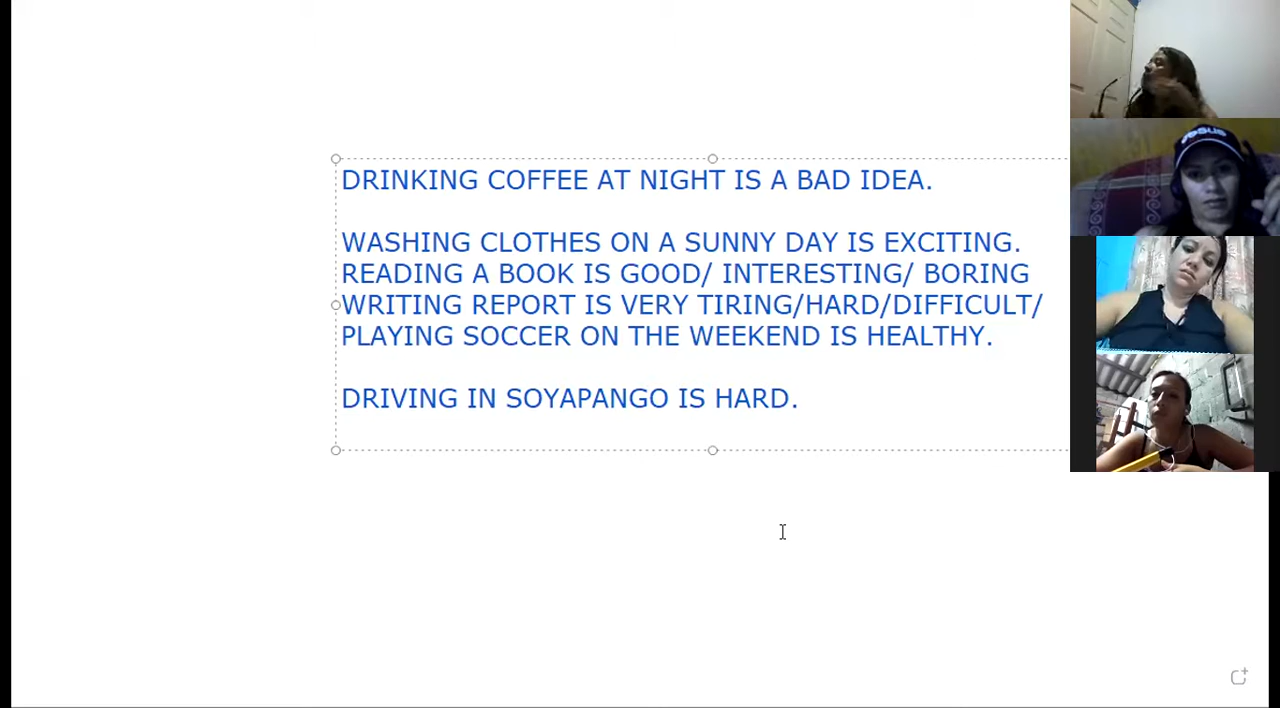 DRINKING COFFEE AT NIGHT IS A BAD IDEA.
WASHING CLOTHES ON A SUNNY DAY IS EXCITING.
READING A BOOK IS GOOD/ INTERESTING/ BORING
WRITING REPORT IS VERY TIRING/HARD/DIFFICULT/
PLAYING SOCCER ON THE WEEKEND IS HEALTHY.
DRIVING IN SOYAPANGO IS HARD.
Jesus